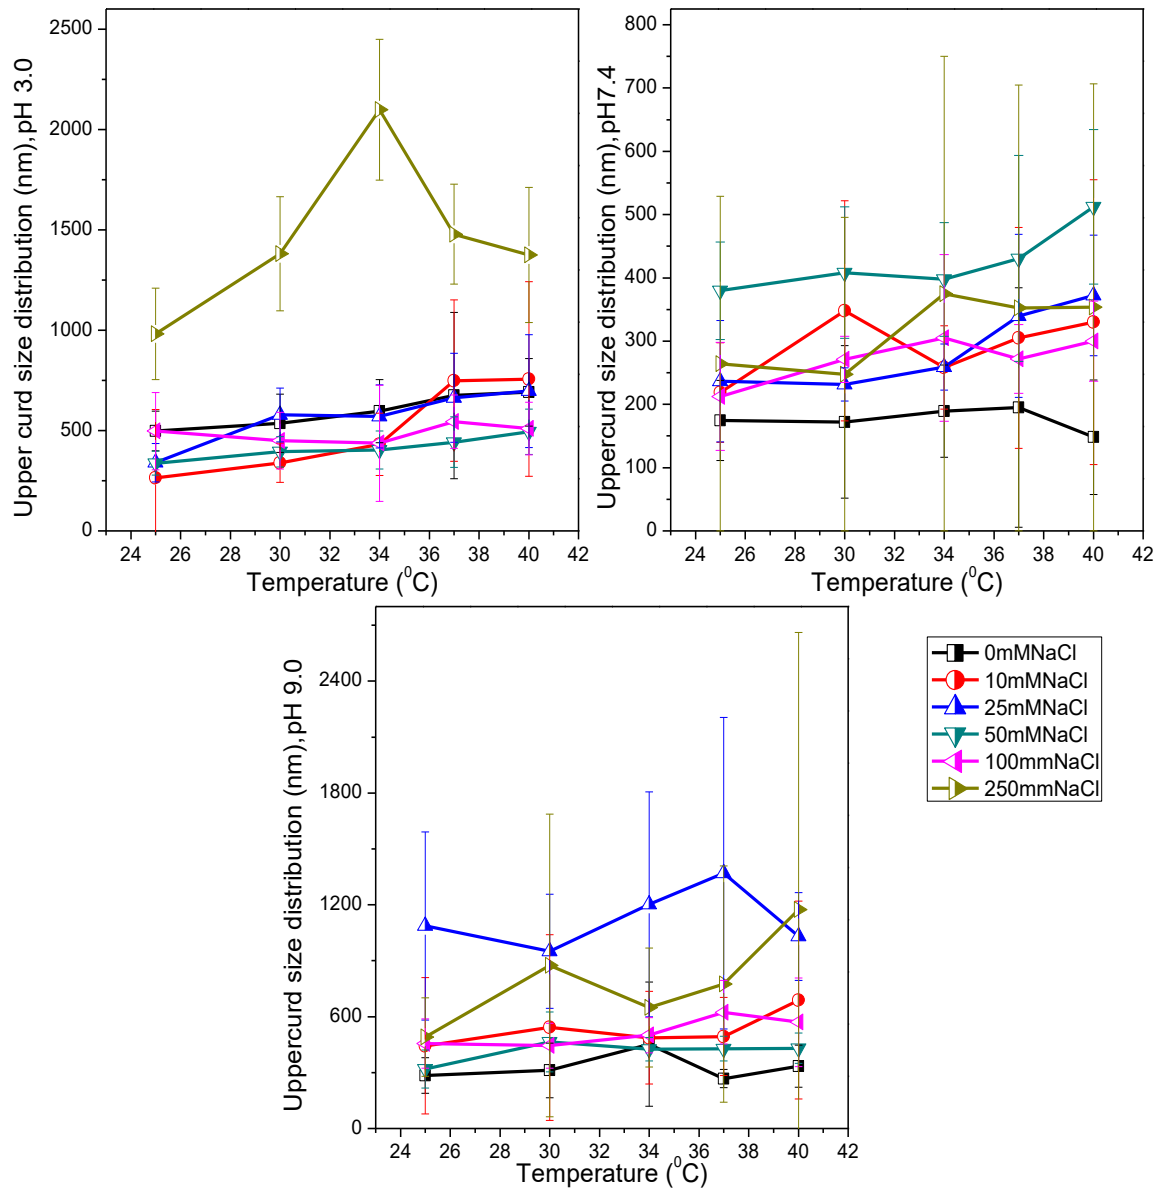 Upper curd size distribution (nm),pH 3.0
2500
2000
1500
1000
500
0
24 26 28 30 32 34 36 38 40 42
Temperature (⁰C)
Uppercurd size distribution (nm),pH7.4
800
700
600
500
400
300
200
100
0
24 26 28 30 32 34 36 38 40 42
Temperature (⁰C)
Uppercurd size distribution (nm),pH 9.0
2400
1800
1200
600
0
24 26 28 30 32 34 36 38 40 42
Temperature (⁰C)
0mMNaCl
10mMNaCl
25mMNaCl
50mMNaCl
100mmNaCl
250mmNaCl